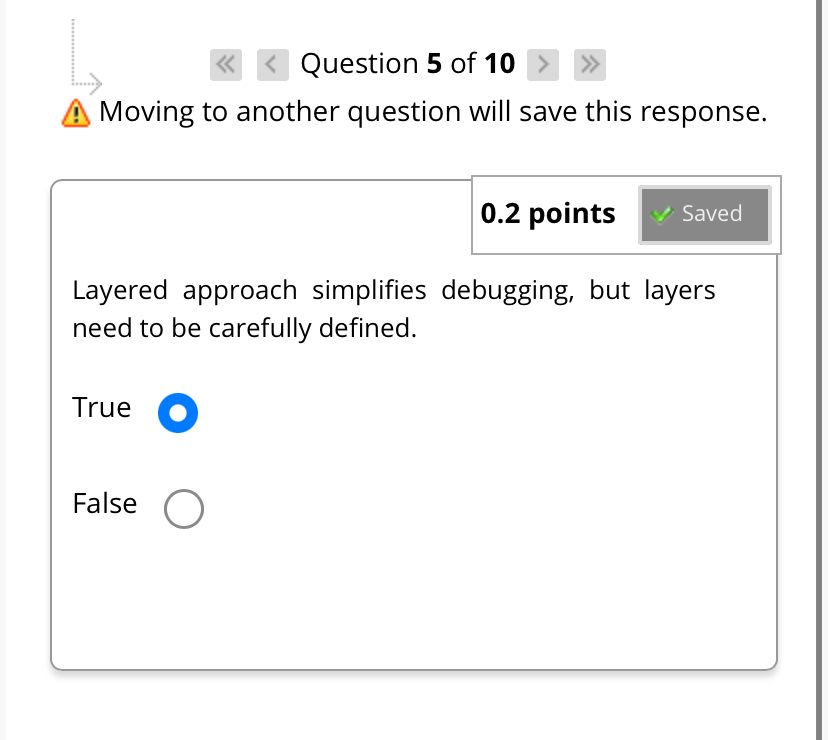 Question 5 of 10
Moving to another question will save this response.
0.2 points
Saved
Layered approach simplifies debugging, but layers
need to be carefully defined.
True
False